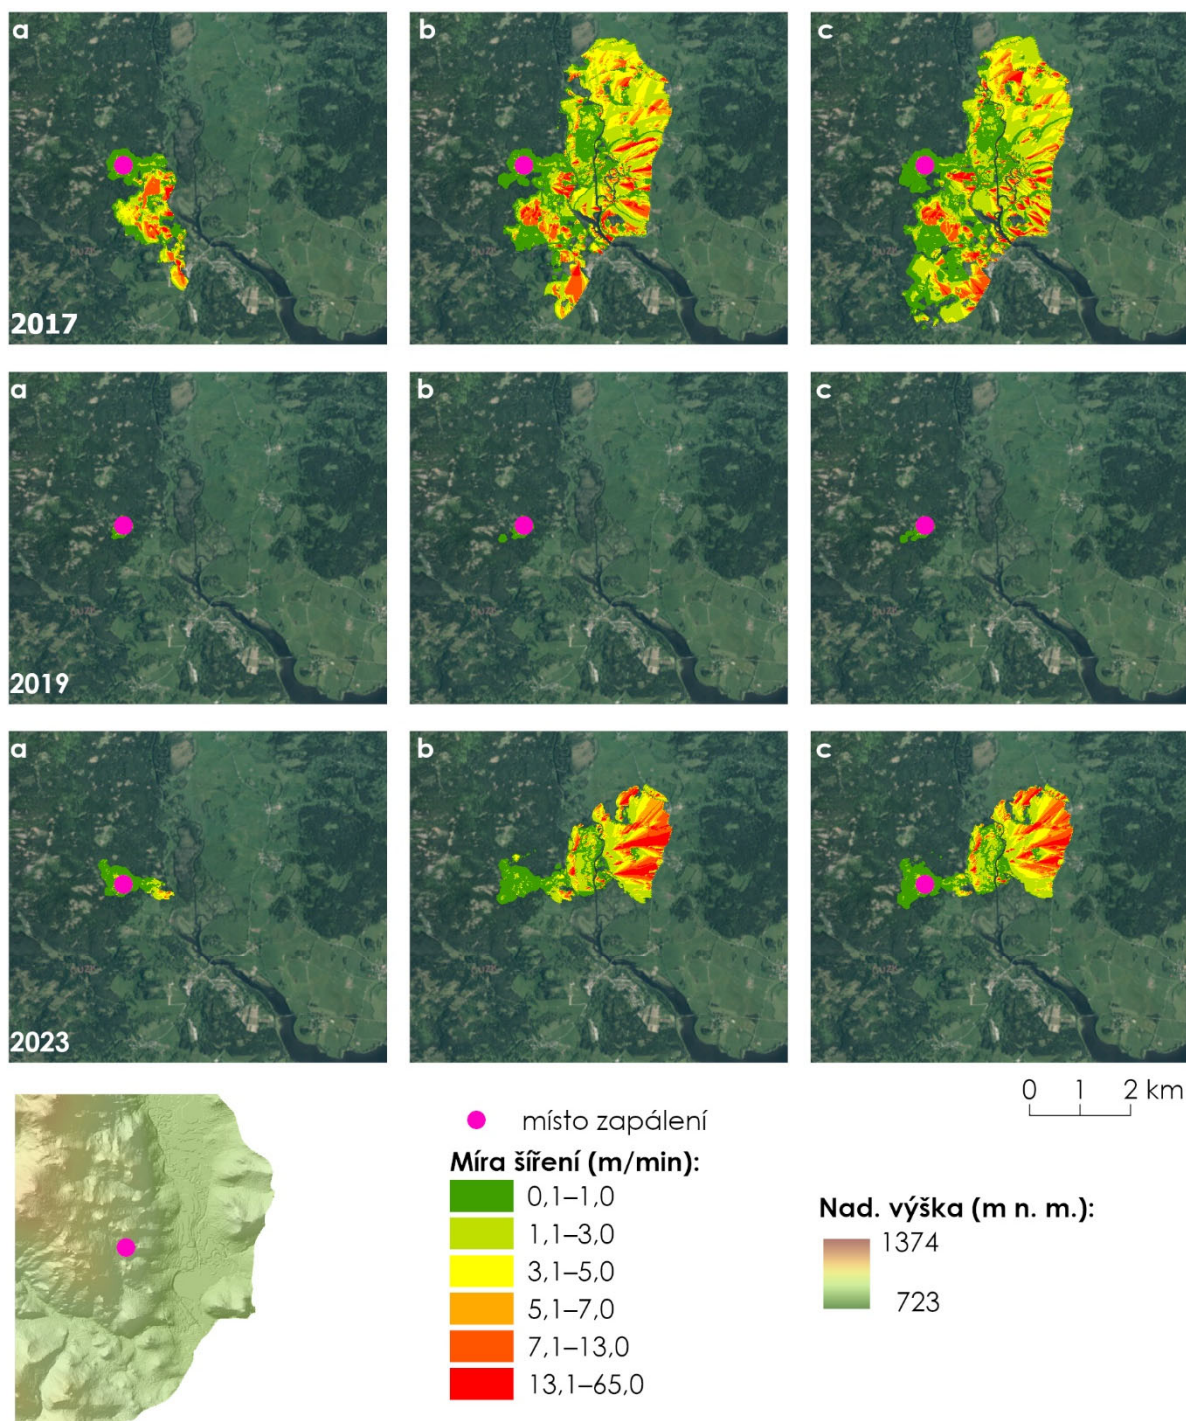 a
b
c
2017
a
b
c
2019
a
b
c
2023
0 1 2 km
místo zapálení
Míra šíření (m/min):
0,1–1,0
1,1–3,0
3,1–5,0
5,1–7,0
7,1–13,0
13,1–65,0
Nad. výška (m n. m.):
1374
723